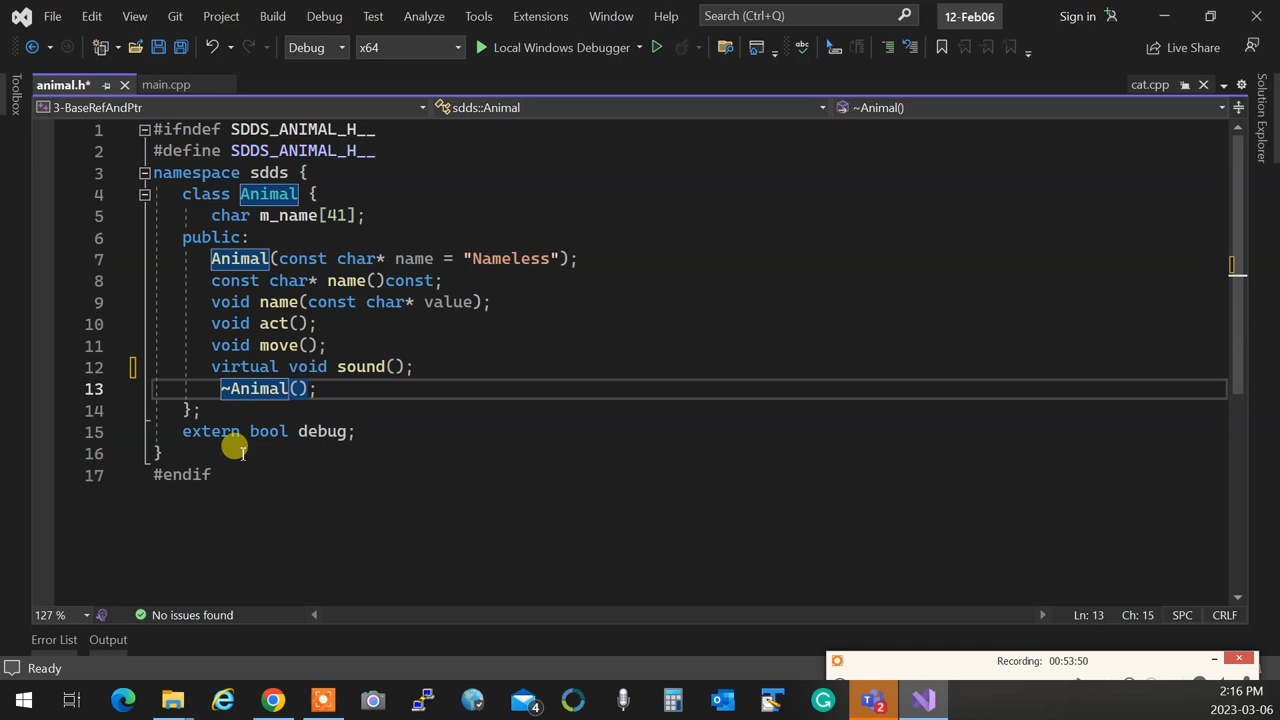 File Edit View Git Project Build Debug Test Analyze Tools Extensions Window Help Search (Ctrl+Q) 12-Feb06 Sign in
Debug x64 Local Windows Debugger Live Share
animal.h* main.cpp cat.cpp
3-BaseRefAndPtr sdds::Animal ~Animal()
1 #ifndef SDDS_ANIMAL_H__
2 #define SDDS_ANIMAL_H__
3 namespace sdds {
4 class Animal {
5 char m_name[41];
6 public:
7 Animal(const char* name = "Nameless");
8 const char* name()const;
9 void name(const char* value);
10 void act();
11 void move();
12 virtual void sound();
13 ~Animal();
14 };
15 extern bool debug;
16 }
17 #endif
Toolbox
Solution Explorer
127 % No issues found Ln: 13 Ch: 15 SPC CRLF
Error List Output
Ready
Recording: 00:53:50
4
2
2:16 PM
2023-03-06